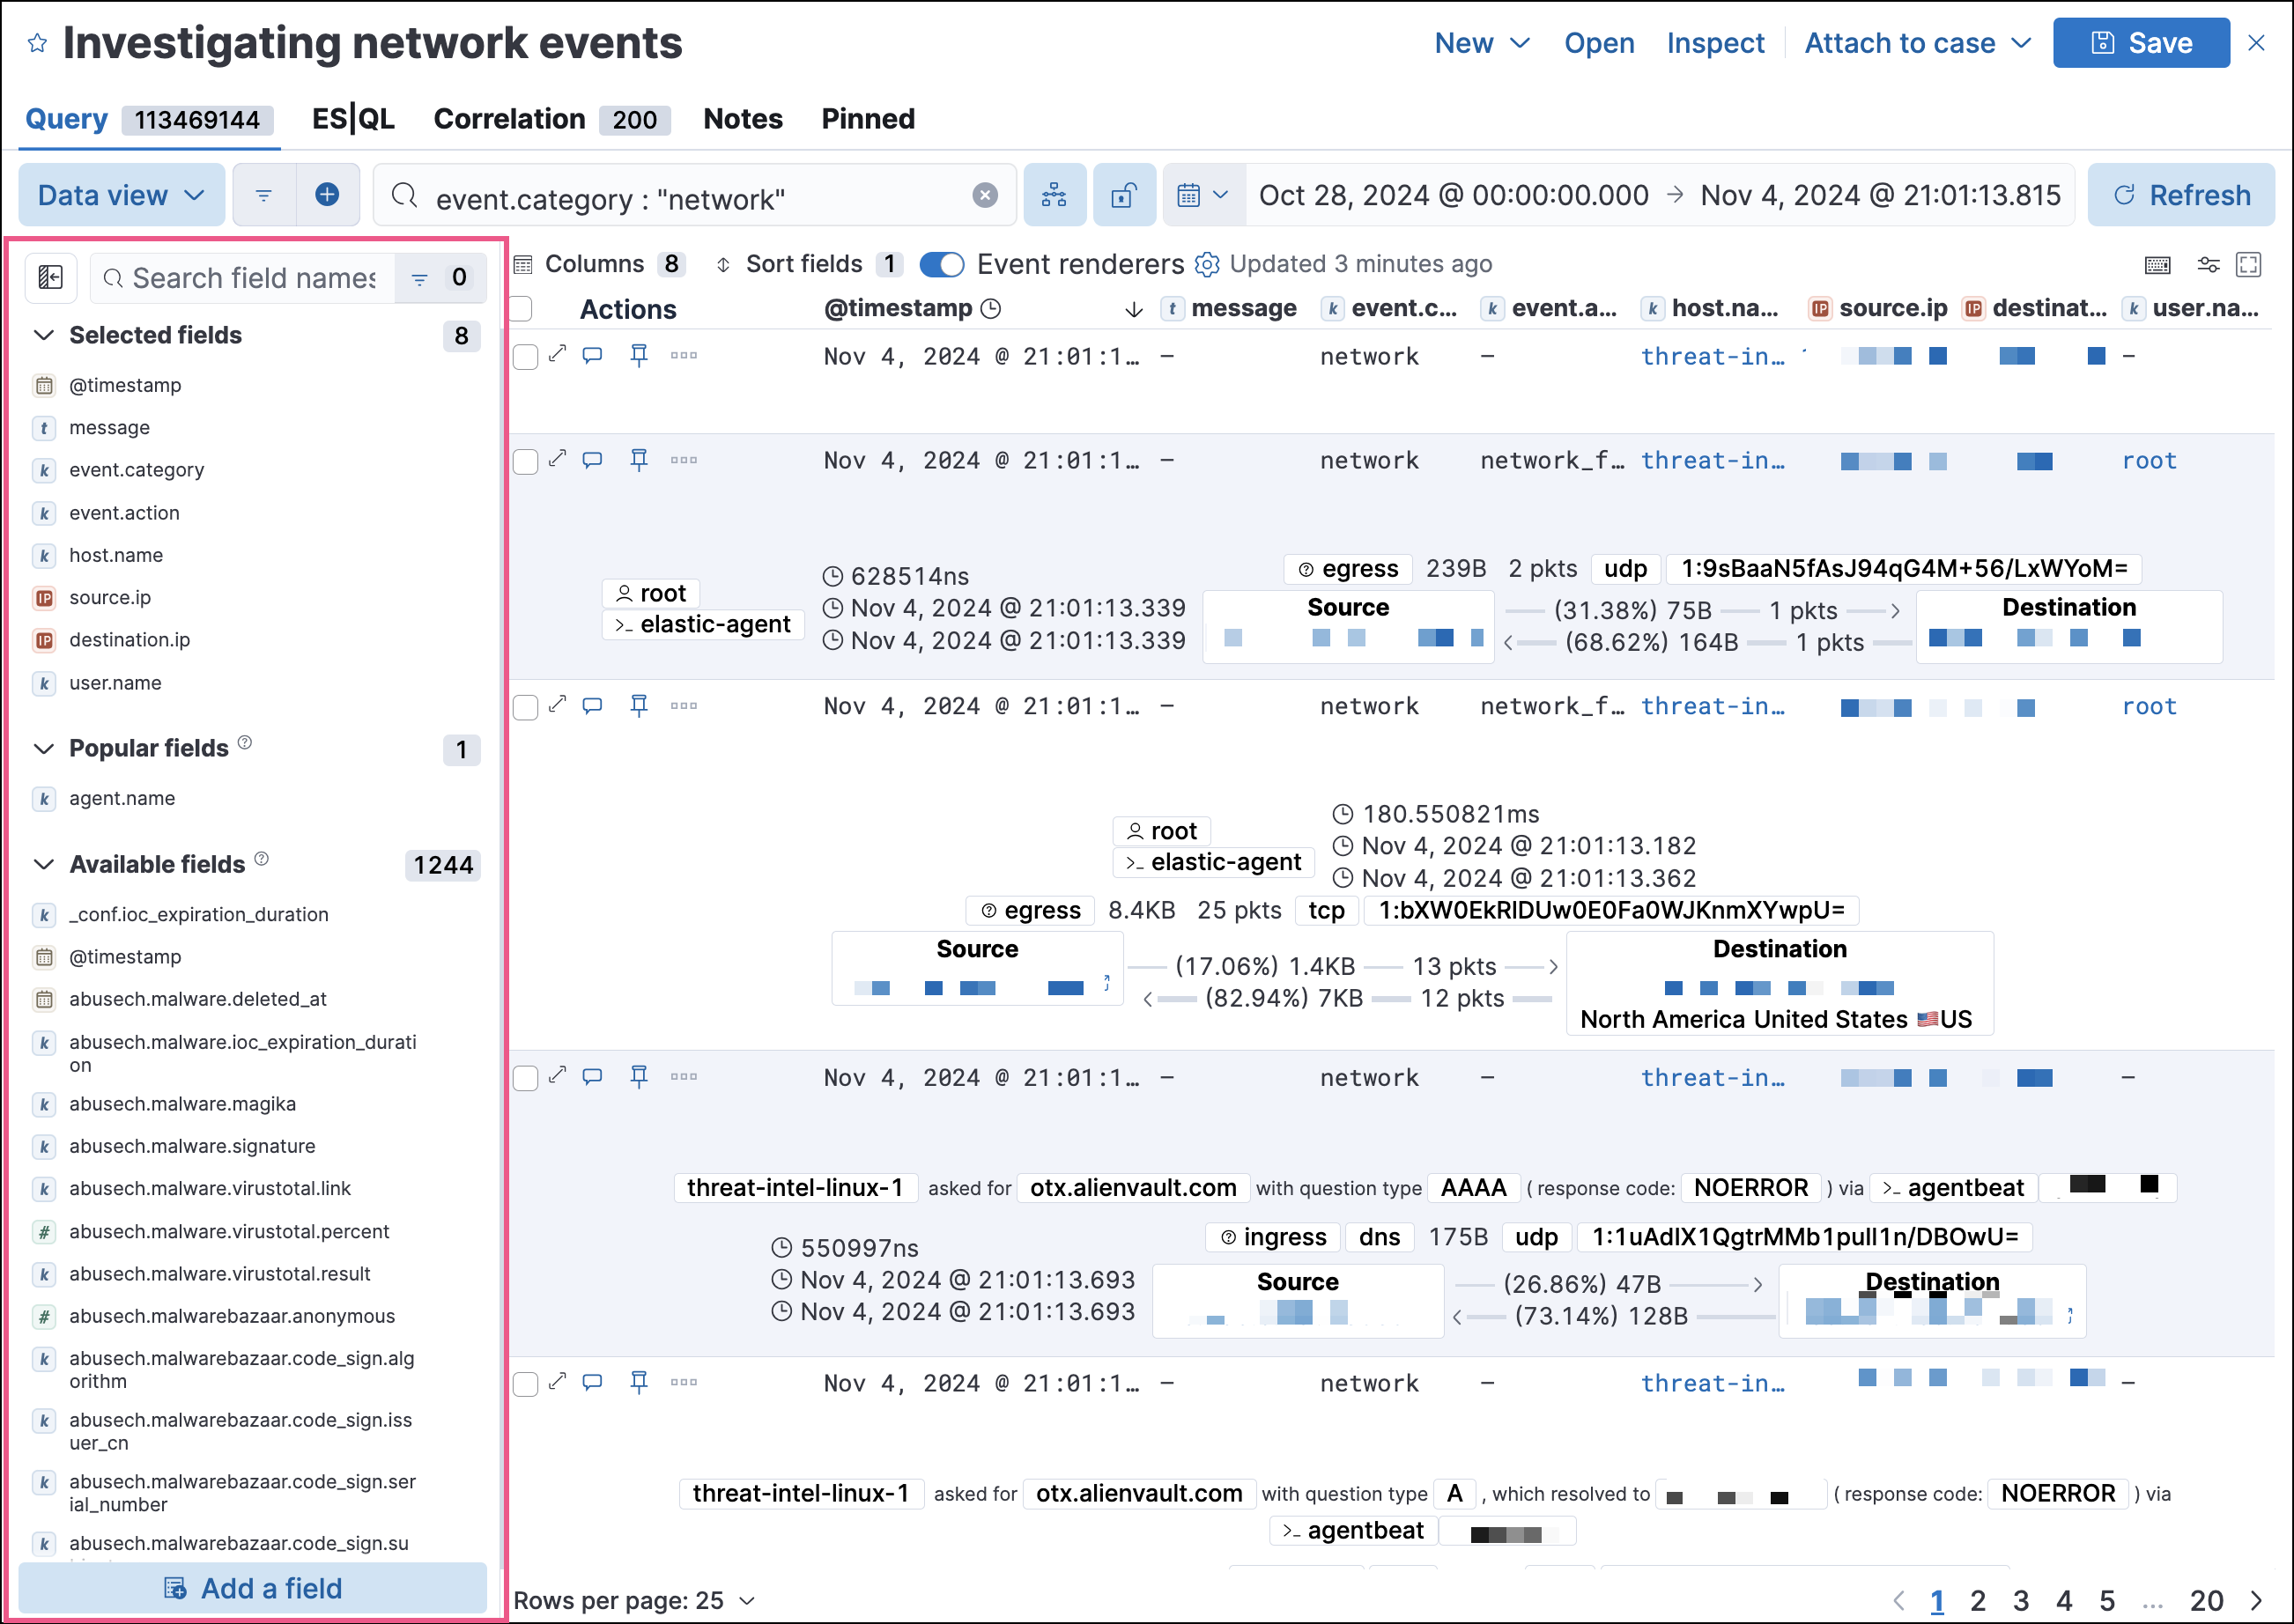 Investigating network events
New Open Inspect Attach to case Save
Query 113469144 ES|QL Correlation 200 Notes Pinned
Data view event.category : "network" Oct 28, 2024 @ 00:00:00.000 → Nov 4, 2024 @ 21:01:13.815 Refresh
Search field names 0
Selected fields 8
@timestamp
t message
k event.category
k event.action
k host.name
IP source.ip
IP destination.ip
k user.name
Popular fields 1
k agent.name
Available fields 1244
k _conf.ioc_expiration_duration
@timestamp
abusech.malware.deleted_at
k abusech.malware.ioc_expiration_durati
on
k abusech.malware.magika
k abusech.malware.signature
k abusech.malware.virustotal.link
# abusech.malware.virustotal.percent
k abusech.malware.virustotal.result
# abusech.malwarebazaar.anonymous
k abusech.malwarebazaar.code_sign.alg
orithm
k abusech.malwarebazaar.code_sign.iss
uer_cn
k abusech.malwarebazaar.code_sign.ser
ial_number
k abusech.malwarebazaar.code_sign.su
Add a field
Columns 8 Sort fields 1 Event renderers Updated 3 minutes ago
Actions @timestamp t message k event.c... k event.a... k host.na... IP source.ip IP destinat... k user.na...
Nov 4, 2024 @ 21:01:1… — network — threat-in… —
Nov 4, 2024 @ 21:01:1… — network network_f… threat-in… root
root
elastic-agent
628514ns
Nov 4, 2024 @ 21:01:13.339
Nov 4, 2024 @ 21:01:13.339
egress 239B 2 pkts udp 1:9sBaaN5fAsJ94qG4M+56/LxWYoM=
Source (31.38%) 75B 1 pkts Destination
(68.62%) 164B 1 pkts
Nov 4, 2024 @ 21:01:1… — network network_f… threat-in… root
root
elastic-agent
180.550821ms
Nov 4, 2024 @ 21:01:13.182
Nov 4, 2024 @ 21:01:13.362
egress 8.4KB 25 pkts tcp 1:bXW0EkRlDUw0E0Fa0WJKnmXYwpU=
Source (17.06%) 1.4KB 13 pkts Destination
(82.94%) 7KB 12 pkts
North America United States 🇺🇸US
Nov 4, 2024 @ 21:01:1… — network — threat-in… —
threat-intel-linux-1 asked for otx.alienvault.com with question type AAAA ( response code: NOERROR ) via agentbeat
550997ns
Nov 4, 2024 @ 21:01:13.693
Nov 4, 2024 @ 21:01:13.693
ingress dns 175B udp 1:1uAdIX1QgtrMMb1pull1n/DBOwU=
Source (26.86%) 47B Destination
(73.14%) 128B
Nov 4, 2024 @ 21:01:1… — network — threat-in… —
threat-intel-linux-1 asked for otx.alienvault.com with question type A , which resolved to ( response code: NOERROR ) via
agentbeat
Rows per page: 25 1 2 3 4 5 … 20